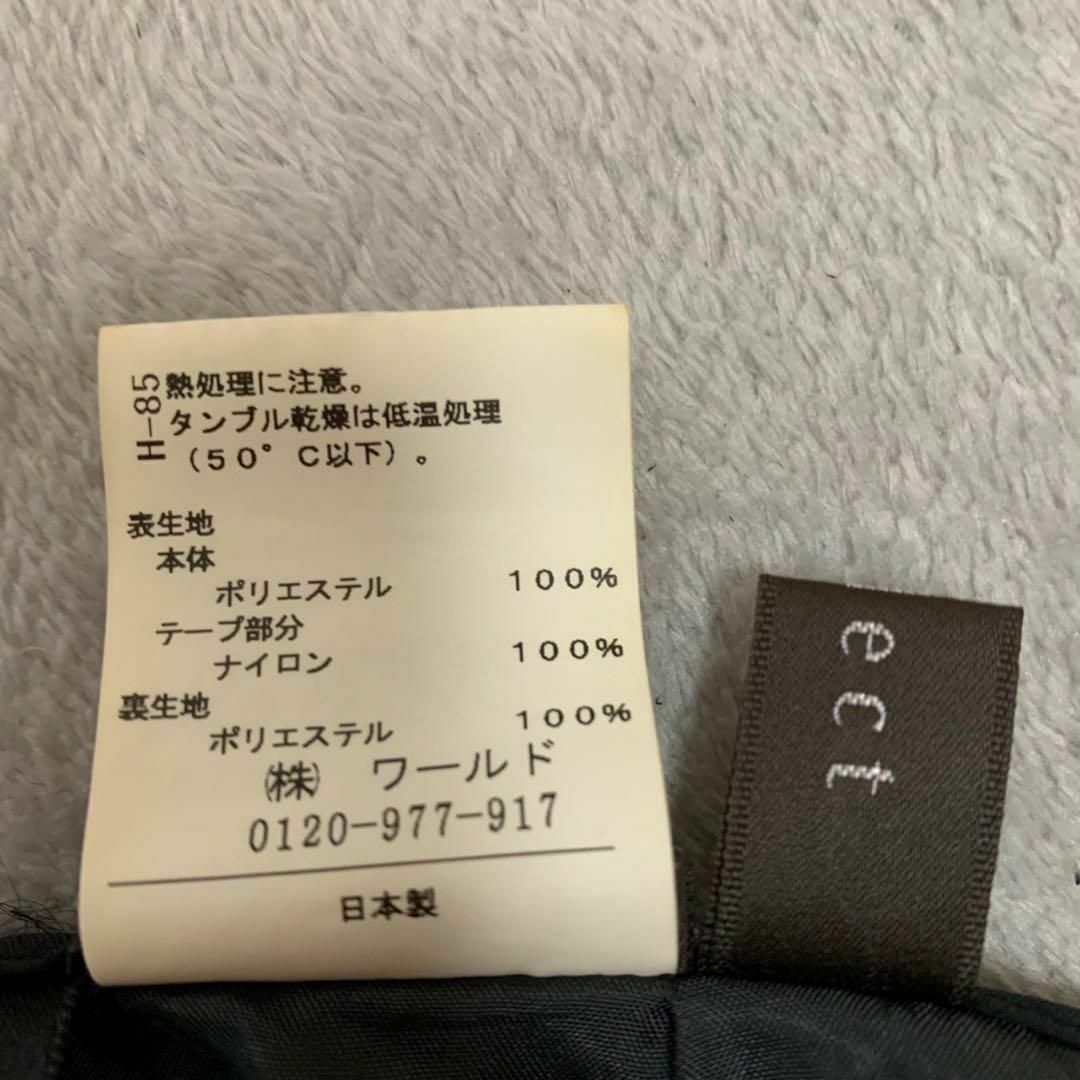 H-85
熱処理に注意。
タンブル乾燥は低温処理
（５０°Ｃ以下）。
表生地
本体
ポリエステル １００％
テープ部分
ナイロン １００％
裏生地
ポリエステル １００％
㈱ ワールド
0120-977-917
日本製
ect